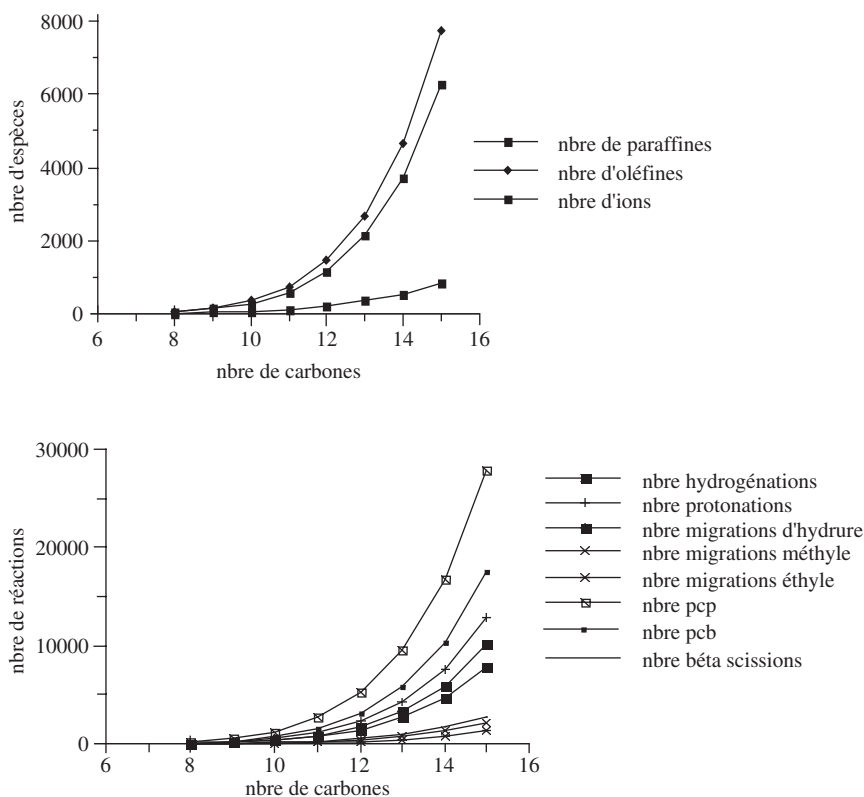 8000
6000
4000
2000
0
nbre d'espèces
6 8 10 12 14 16
nbre de carbones
nbre de paraffines
nbre d'oléfines
nbre d'ions
30000
20000
10000
0
nbre de réactions
6 8 10 12 14 16
nbre de carbones
nbre hydrogénations
nbre protonations
nbre migrations d'hydrure
nbre migrations méthyle
nbre migrations éthyle
nbre pcp
nbre pcb
nbre béta scissions